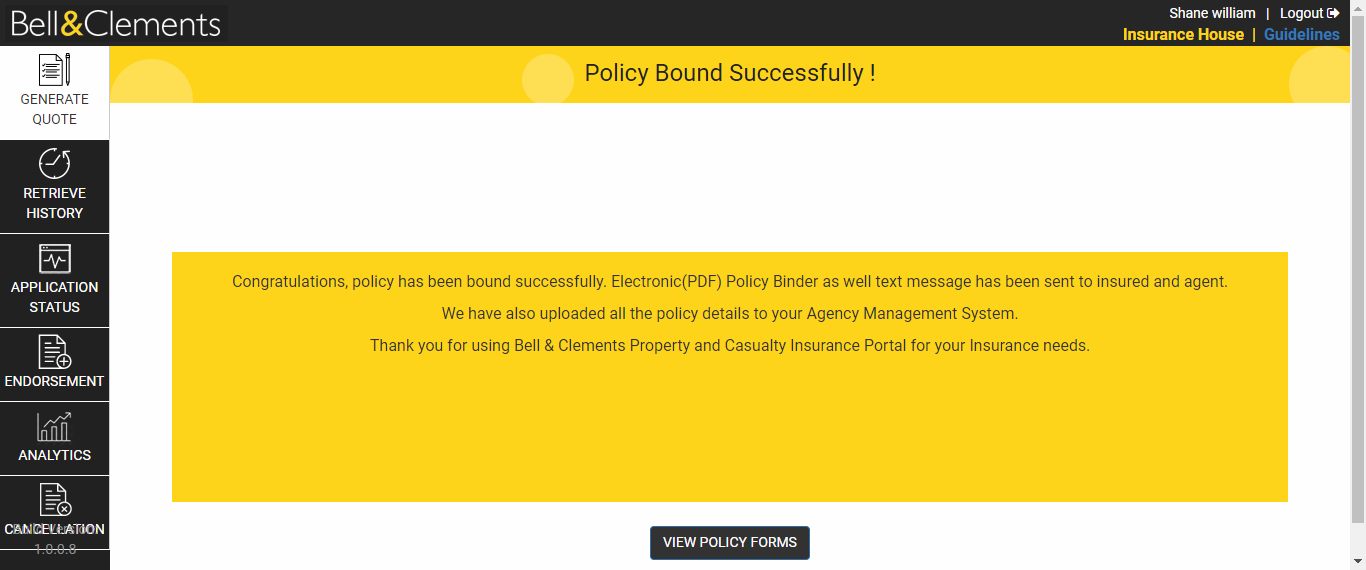 Bell&Clements
Shane william | Logout
Insurance House | Guidelines
Policy Bound Successfully !
GENERATE
QUOTE
RETRIEVE
HISTORY
APPLICATION
STATUS
ENDORSEMENT
ANALYTICS
CANCELLATION
Build Version
1.0.0.8
Congratulations, policy has been bound successfully. Electronic(PDF) Policy Binder as well text message has been sent to insured and agent.
We have also uploaded all the policy details to your Agency Management System.
Thank you for using Bell & Clements Property and Casualty Insurance Portal for your Insurance needs.
VIEW POLICY FORMS